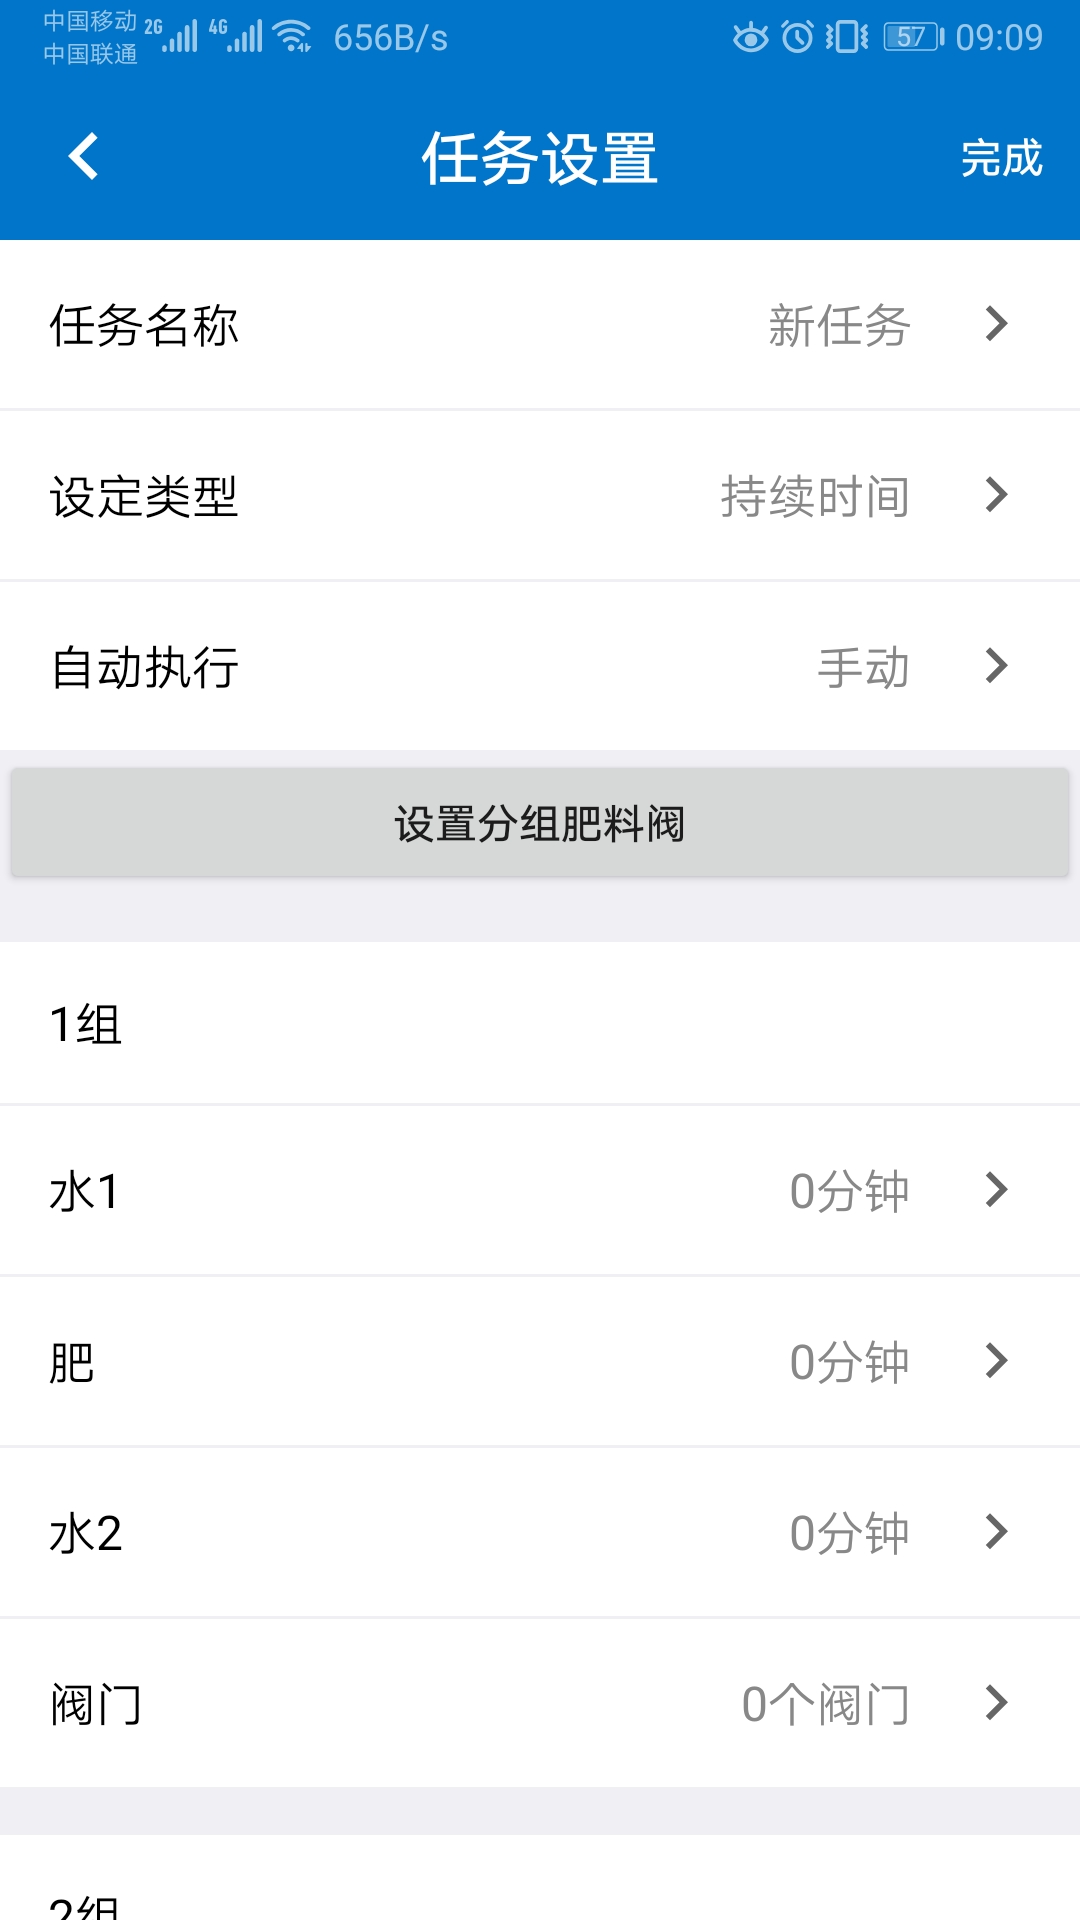 中国移动 2G 4G 656B/s 57 09:09
中国联通
任务设置 完成
任务名称 新任务
设定类型 持续时间
自动执行 手动
设置分组肥料阀
1组
水1 0分钟
肥 0分钟
水2 0分钟
阀门 0个阀门
2组